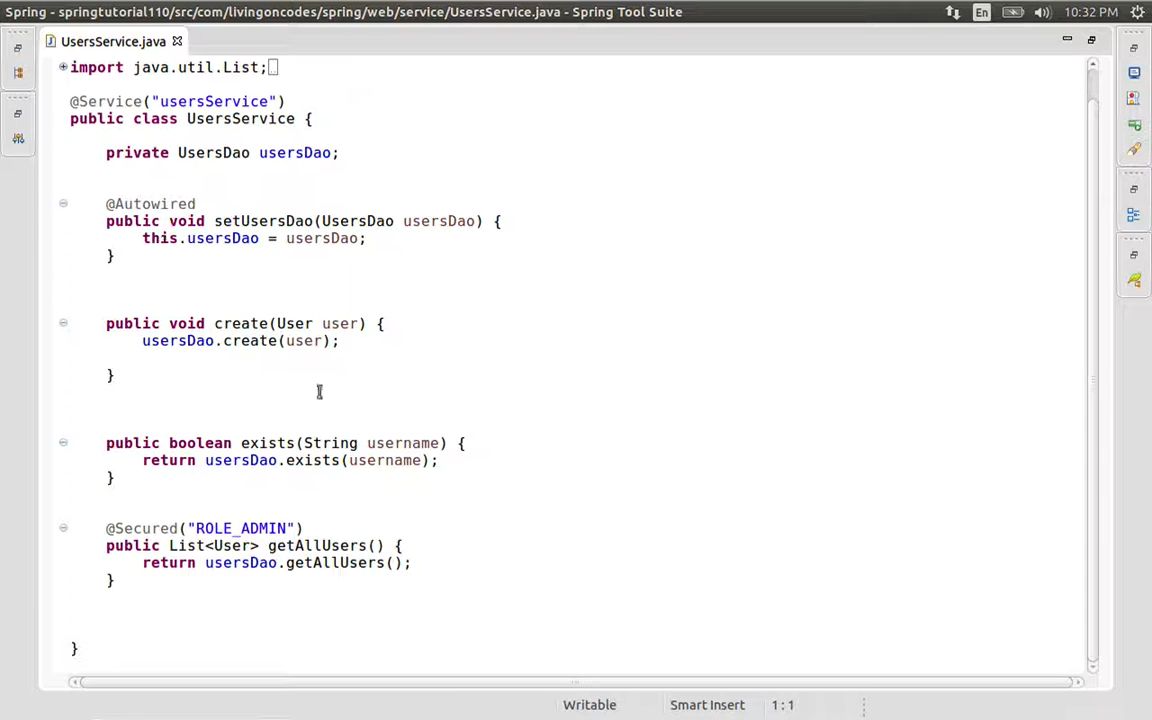 Spring - springtutorial110/src/com/livingoncodes/spring/web/service/UsersService.java - Spring Tool Suite
En
10:32 PM
UsersService.java
import java.util.List;
@Service("usersService")
public class UsersService {
private UsersDao usersDao;
@Autowired
public void setUsersDao(UsersDao usersDao) {
this.usersDao = usersDao;
}
public void create(User user) {
usersDao.create(user);
}
public boolean exists(String username) {
return usersDao.exists(username);
}
@Secured("ROLE_ADMIN")
public List<User> getAllUsers() {
return usersDao.getAllUsers();
}
}
Writable
Smart Insert
1 : 1